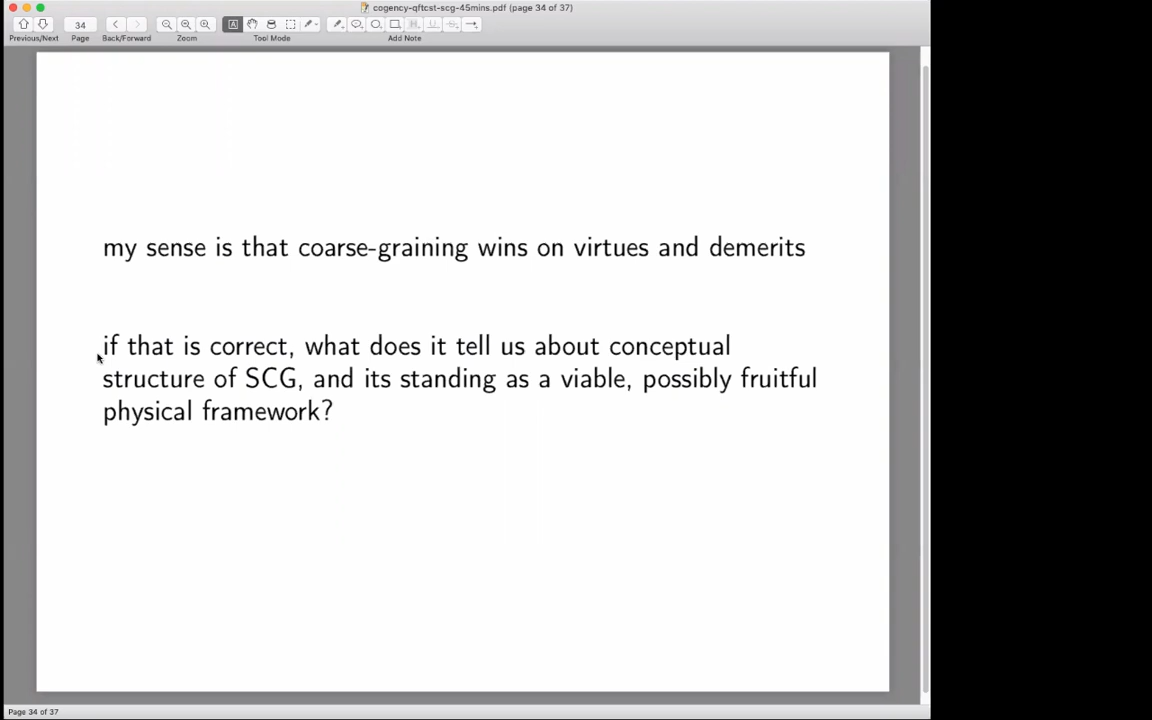 cogency-qftcst-scg-45mins.pdf (page 34 of 37)
34
Previous/Next Page Back/Forward Zoom Tool Mode Add Note
my sense is that coarse-graining wins on virtues and demerits
if that is correct, what does it tell us about conceptual
structure of SCG, and its standing as a viable, possibly fruitful
physical framework?
Page 34 of 37